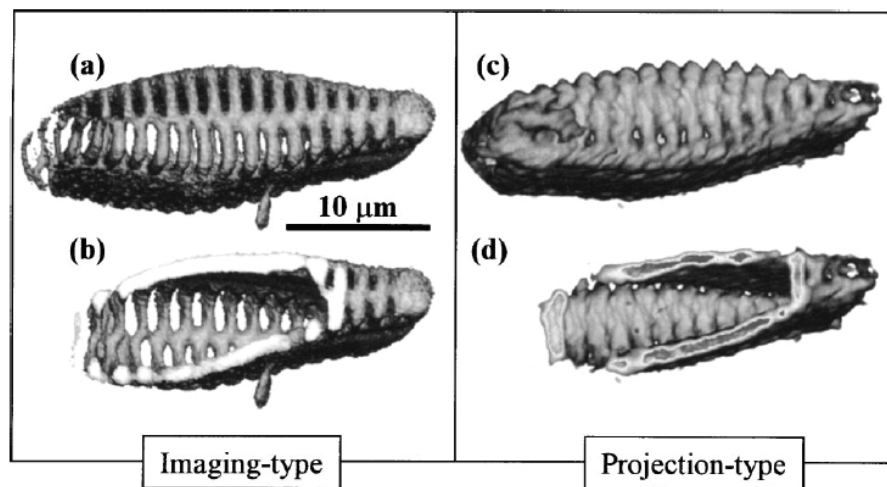 (a)
(c)
10 μm
(b)
(d)
Imaging-type
Projection-type